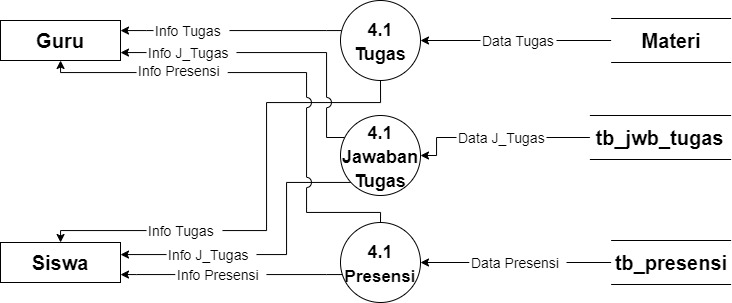 Guru
Info Tugas
4.1
Tugas
Data Tugas
Materi
Info J_Tugas
Info Presensi
4.1
Jawaban
Tugas
Data J_Tugas
tb_jwb_tugas
Siswa
Info Tugas
Info J_Tugas
Info Presensi
4.1
Presensi
Data Presensi
tb_presensi